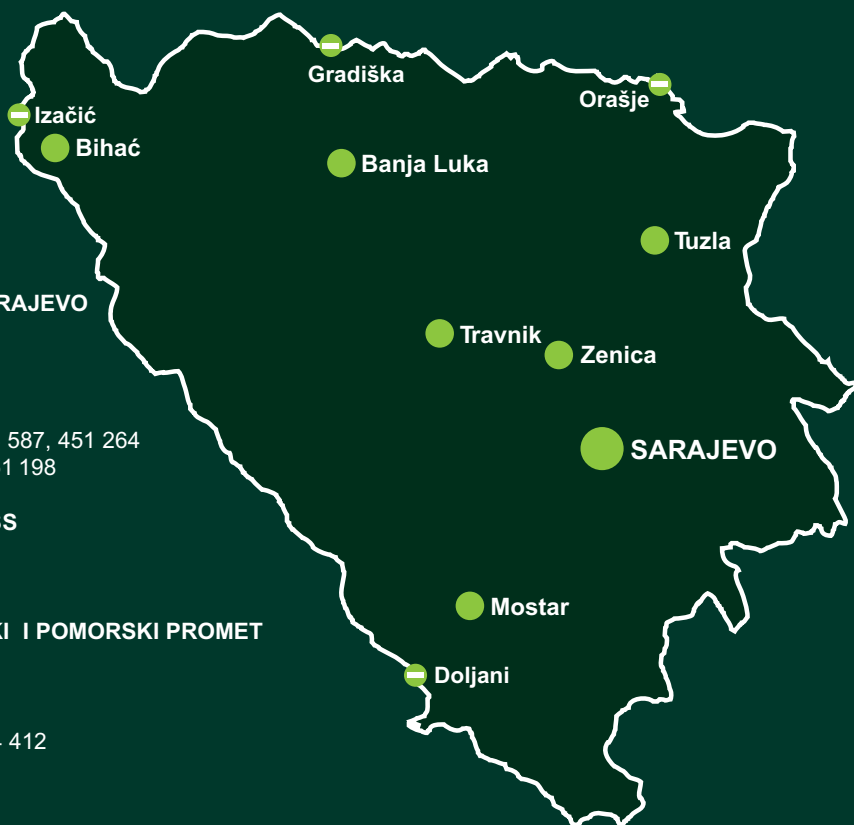 Gradiška
Orašje
Izačić
Bihać
Banja Luka
Tuzla
RAJEVO
Travnik
Zenica
587, 451 264
1 198
SARAJEVO
Mostar
I POMORSKI PROMET
Doljani
412